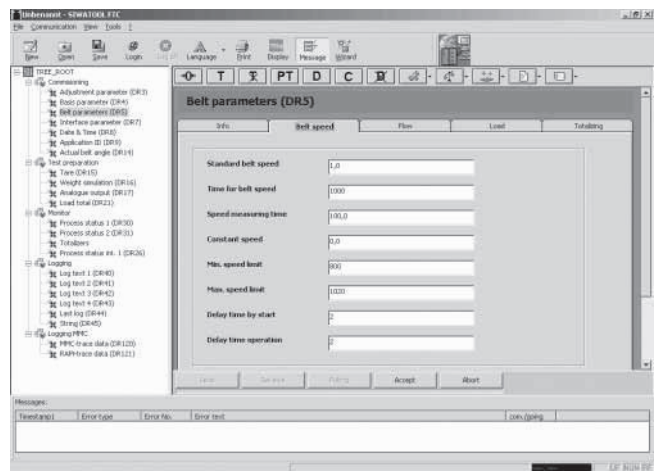 Unbenannt - SIWATOOL FTC
File Communication View Tools ?
New Open Save Login Log off Language Print Display Message Wizard
TREE_ROOT
Commissioning
Adjustment parameter (DR3)
Basis parameter (DR4)
Belt parameters (DR5)
Interface parameter (DR7)
Date & Time (DR8)
Application ID (DR9)
Actual belt angle (DR14)
Test preparation
Tare (DR15)
Weight simulation (DR16)
Analogue output (DR17)
Load total (DR21)
Monitor
Process status 1 (DR30)
Process status 2 (DR31)
Totalizers
Process status int. 1 (DR26)
Logging
Log text 1 (DR40)
Log text 2 (DR41)
Log text 3 (DR42)
Log text 4 (DR43)
Last log (DR44)
String (DR45)
Logging MMC
MMC-trace data (DR120)
RAM-trace data (DR121)
T PT D C
Belt parameters (DR5)
Info Belt speed Flow Load Totalizing
Standard belt speed 1,0
Time for belt speed 1000
Speed measuring time 100,0
Constant speed 0,0
Min. speed limit 900
Max. speed limit 1020
Delay time by start 2
Delay time operation 2
Accept Abort
Messages:
Timestamp1 Error type Error No. Error text com./going